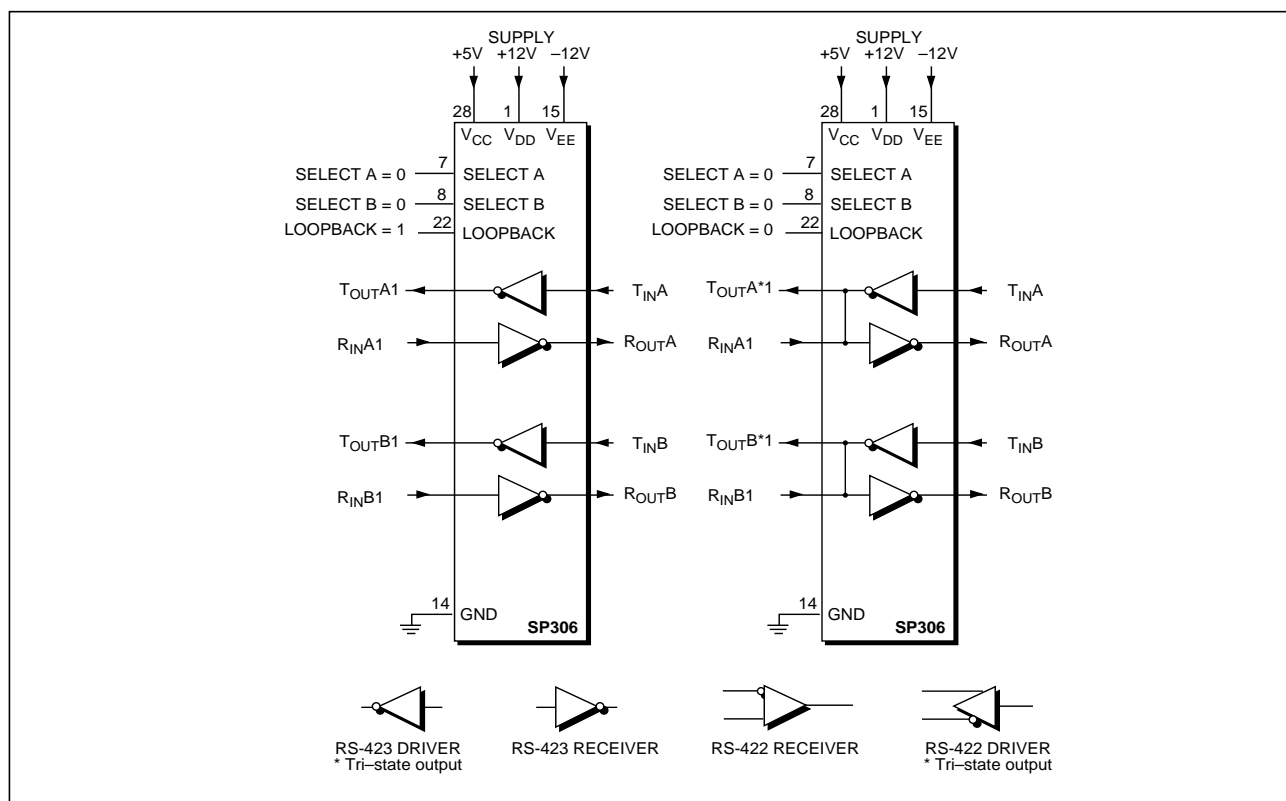 SUPPLY
+5V +12V –12V
28 1 15
VCC VDD VEE
SELECT A = 0 7 SELECT A
SELECT B = 0 8 SELECT B
LOOPBACK = 1 22 LOOPBACK
TOUTA1 TINA
RINA1 ROUTA
TOUTB1 TINB
RINB1 ROUTB
14 GND
SP306
SUPPLY
+5V +12V –12V
28 1 15
VCC VDD VEE
SELECT A = 0 7 SELECT A
SELECT B = 0 8 SELECT B
LOOPBACK = 0 22 LOOPBACK
TOUTA*1 TINA
RINA1 ROUTA
TOUTB*1 TINB
RINB1 ROUTB
14 GND
SP306
RS-423 DRIVER
* Tri–state output
RS-423 RECEIVER
RS-422 RECEIVER
RS-422 DRIVER
* Tri–state output